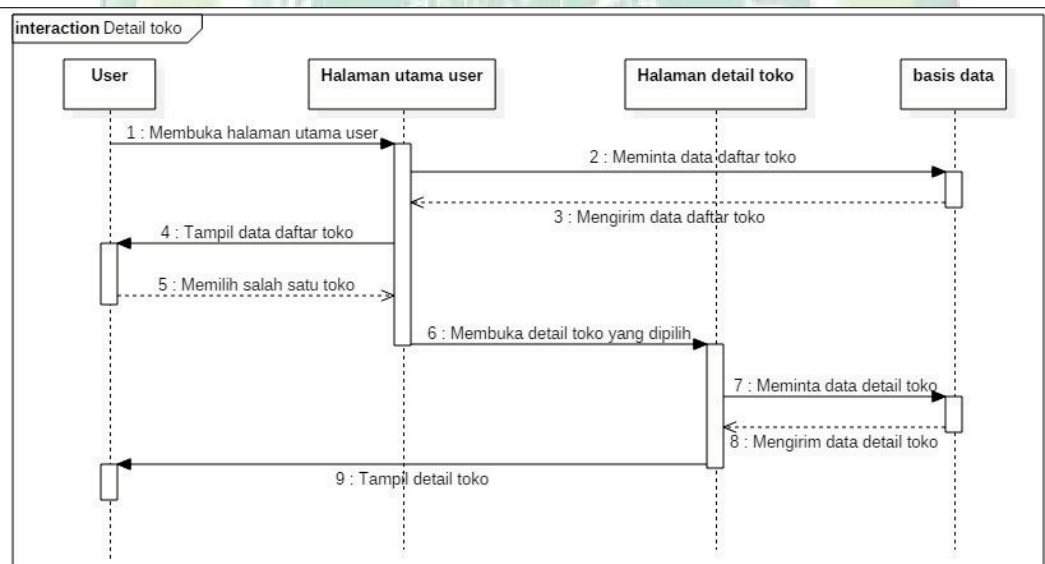 interaction Detail toko
User
Halaman utama user
Halaman detail toko
basis data
1 : Membuka halaman utama user
2 : Meminta data daftar toko
3 : Mengirim data daftar toko
4 : Tampil data daftar toko
5 : Memilih salah satu toko
6 : Membuka detail toko yang dipilih
7 : Meminta data detail toko
8 : Mengirim data detail toko
9 : Tampil detail toko